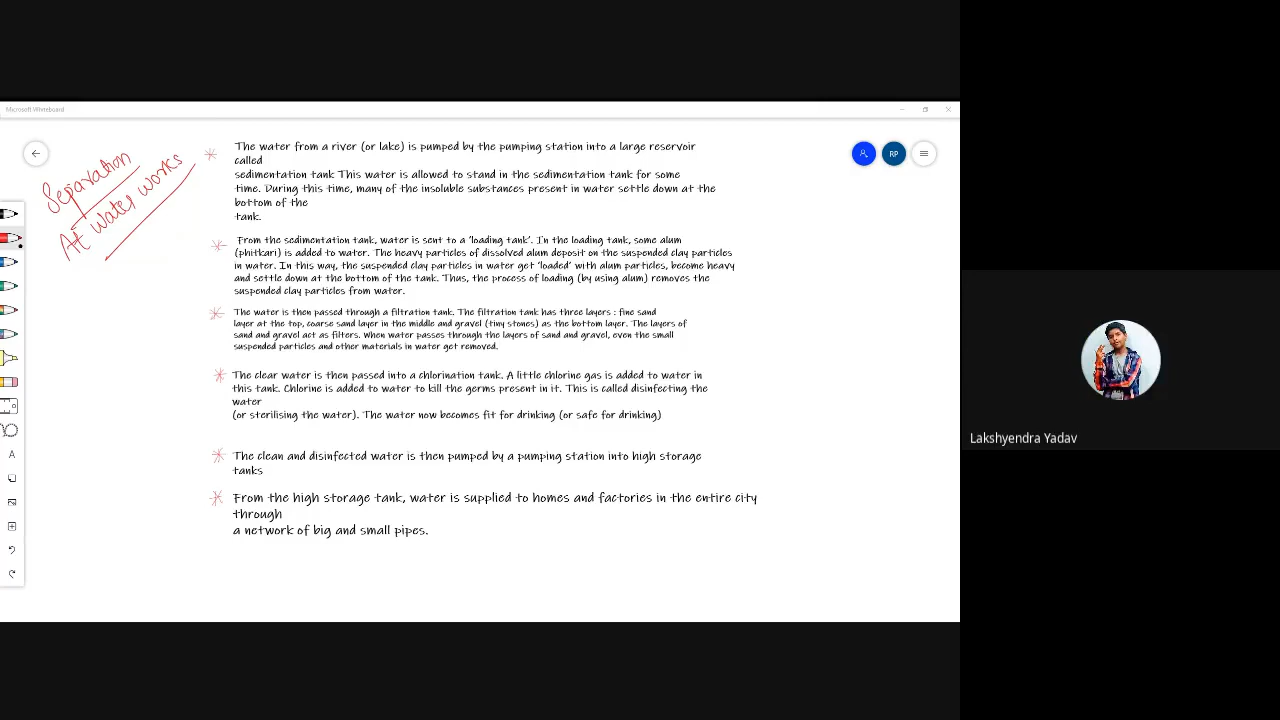 Microsoft Whiteboard
Separation
At water works
RP
The water from a river (or lake) is pumped by the pumping station into a large reservoir
called
sedimentation tank This water is allowed to stand in the sedimentation tank for some
time. During this time, many of the insoluble substances present in water settle down at the
bottom of the
tank.
From the sedimentation tank, water is sent to a 'loading tank'. In the loading tank, some alum
(phitkari) is added to water. The heavy particles of dissolved alum deposit on the suspended clay particles
in water. In this way, the suspended clay particles in water get 'loaded' with alum particles, become heavy
and settle down at the bottom of the tank. Thus, the process of loading (by using alum) removes the
suspended clay particles from water.
The water is then passed through a filtration tank. The filtration tank has three layers : fine sand
layer at the top, coarse sand layer in the middle and gravel (tiny stones) as the bottom layer. The layers of
sand and gravel act as filters. When water passes through the layers of sand and gravel, even the small
suspended particles and other materials in water get removed.
The clear water is then passed into a chlorination tank. A little chlorine gas is added to water in
this tank. Chlorine is added to water to kill the germs present in it. This is called disinfecting the
water
(or sterilising the water). The water now becomes fit for drinking (or safe for drinking)
The clean and disinfected water is then pumped by a pumping station into high storage
tanks
From the high storage tank, water is supplied to homes and factories in the entire city
through
a network of big and small pipes.
Lakshyendra Yadav